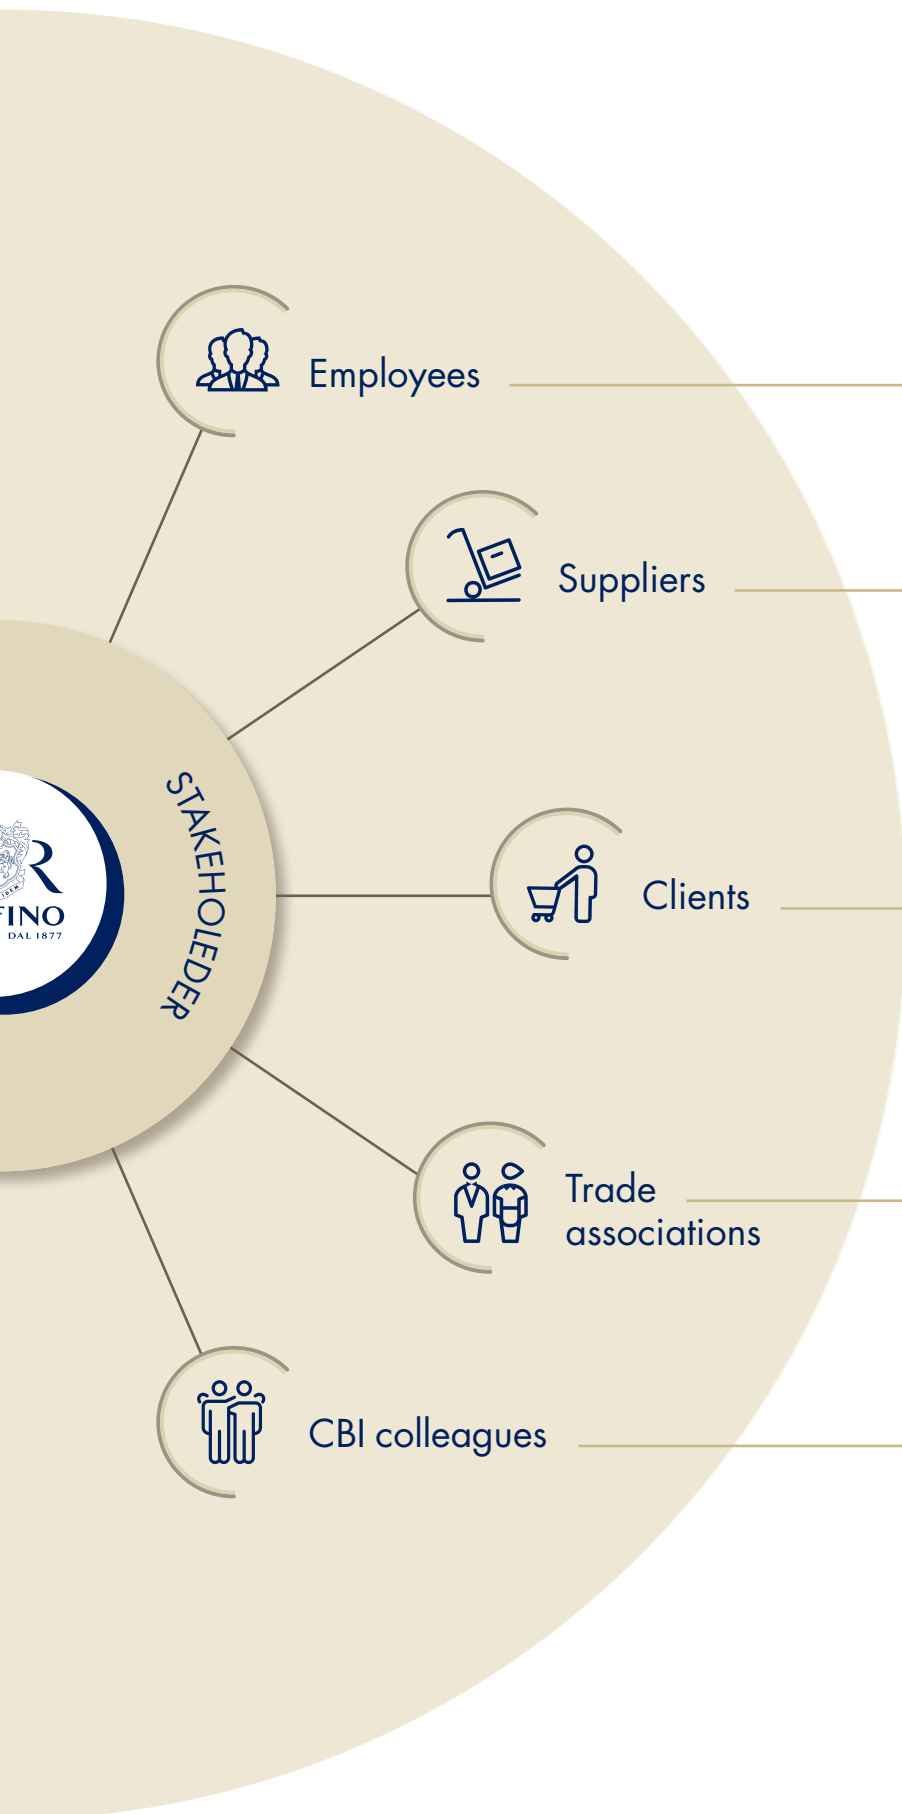 Employees
Suppliers
STAKEHOLEDER
R
FINO
DAL 1877
Clients
Trade
associations
CBI colleagues